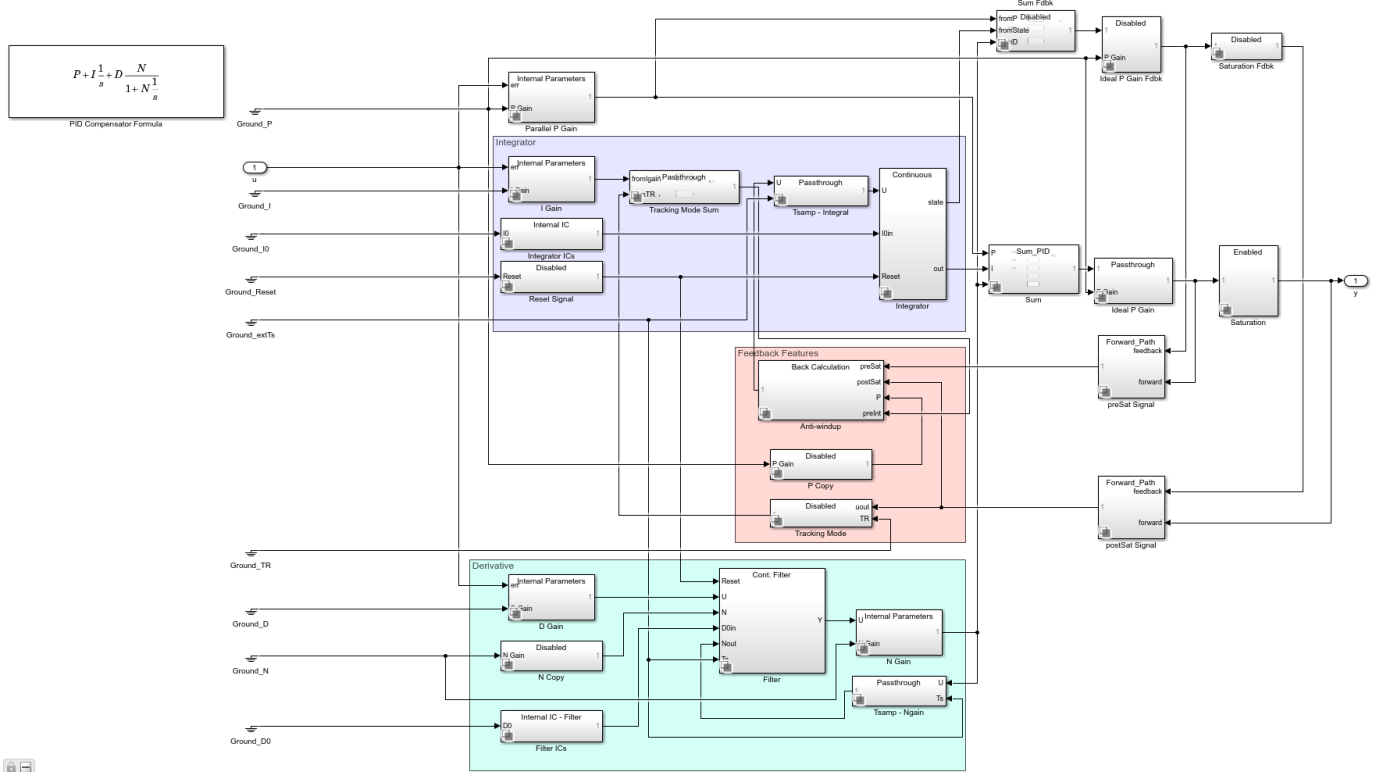 Sum Fdbk
fromP Disabled
fromState
D
Disabled
1
P Gain
Ideal P Gain Fdbk
Disabled
Saturation Fdbk
P + I 1/s + D N / (1 + N 1/s)
PID Compensator Formula
Internal Parameters
err
P Gain
1
Parallel P Gain
Ground_P
1
u
Ground_I
Ground_I0
Ground_Reset
Ground_extTs
Integrator
Internal Parameters
err
Gain
1
I Gain
fromIgain Passthrough
TR
1
Tracking Mode Sum
U
Passthrough
1
Tsamp - Integral
Continuous
U
state
I0in
out
Reset
Integrator
Internal IC
I0
1
Integrator ICs
Disabled
Reset
1
Reset Signal
Sum_PID
P
I
1
Sum
Passthrough
1
1
Gain
Ideal P Gain
Enabled
1
1
Saturation
1
y
Feedback Features
Back Calculation
preSat
postSat
P
preInt
1
Anti-windup
Disabled
P Gain
1
P Copy
Disabled
uout
TR
Tracking Mode
Forward_Path
feedback
1
forward
preSat Signal
Forward_Path
feedback
1
forward
postSat Signal
Ground_TR
Ground_D
Ground_N
Ground_D0
Derivative
Internal Parameters
err
Gain
1
D Gain
Disabled
N Gain
1
N Copy
Internal IC - Filter
D0
1
Filter ICs
Cont. Filter
Reset
U
N
D0in
Nout
Ts
Y
Filter
Internal Parameters
U
Gain
1
N Gain
Passthrough
U
1
Ts
Tsamp - Ngain